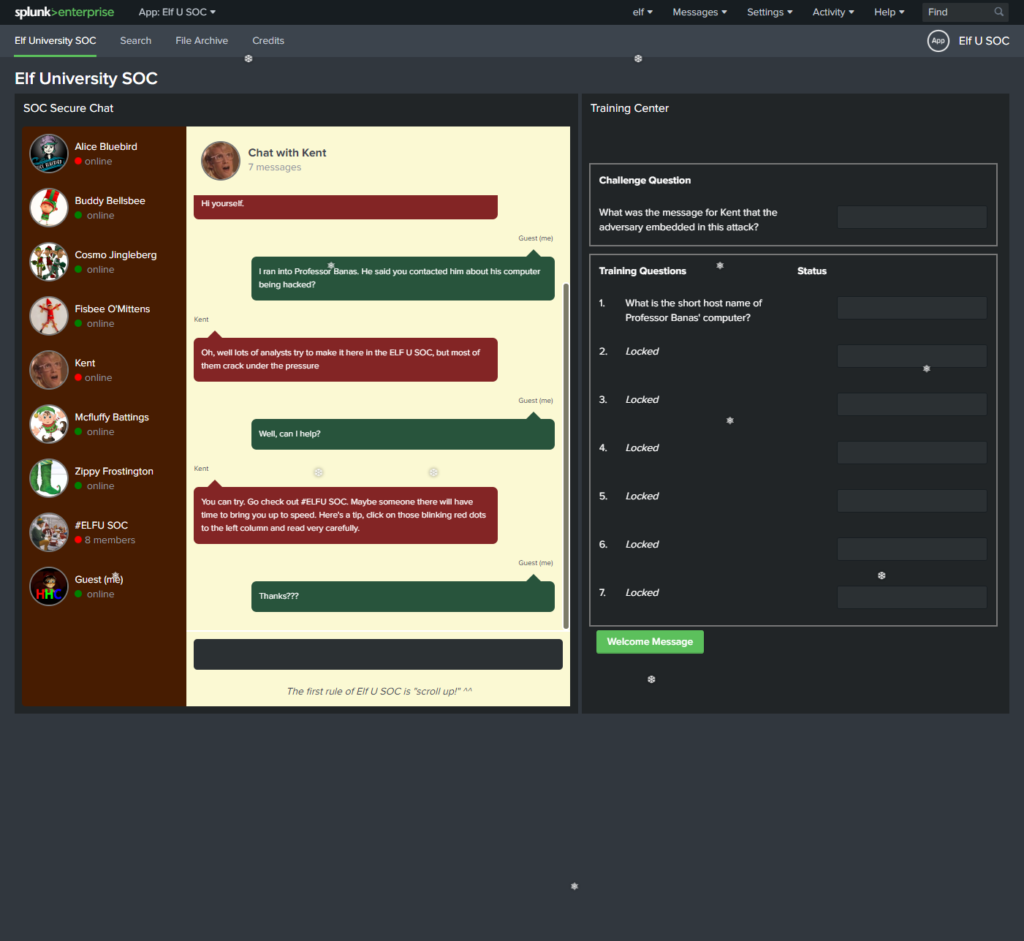 splunk>enterprise App: Elf U SOC elf Messages Settings Activity Help Find
Elf University SOC Search File Archive Credits App Elf U SOC
Elf University SOC
SOC Secure Chat
Alice Bluebird
online
Buddy Bellsbee
online
Cosmo Jingleberg
online
Fisbee O'Mittens
online
Kent
online
Mcfluffy Battings
online
Zippy Frostington
online
#ELFU SOC
8 members
HHC
Guest (me)
online
Chat with Kent
7 messages
Hi yourself.
Guest (me)
I ran into Professor Banas. He said you contacted him about his computer
being hacked?
Kent
Oh, well lots of analysts try to make it here in the ELF U SOC, but most of
them crack under the pressure
Guest (me)
Well, can I help?
Kent
You can try. Go check out #ELFU SOC. Maybe someone there will have
time to bring you up to speed. Here's a tip, click on those blinking red dots
to the left column and read very carefully.
Guest (me)
Thanks???
The first rule of Elf U SOC is "scroll up!" ^^
Training Center
Challenge Question
What was the message for Kent that the
adversary embedded in this attack?
Training Questions Status
1. What is the short host name of
Professor Banas' computer?
2. Locked
3. Locked
4. Locked
5. Locked
6. Locked
7. Locked
Welcome Message